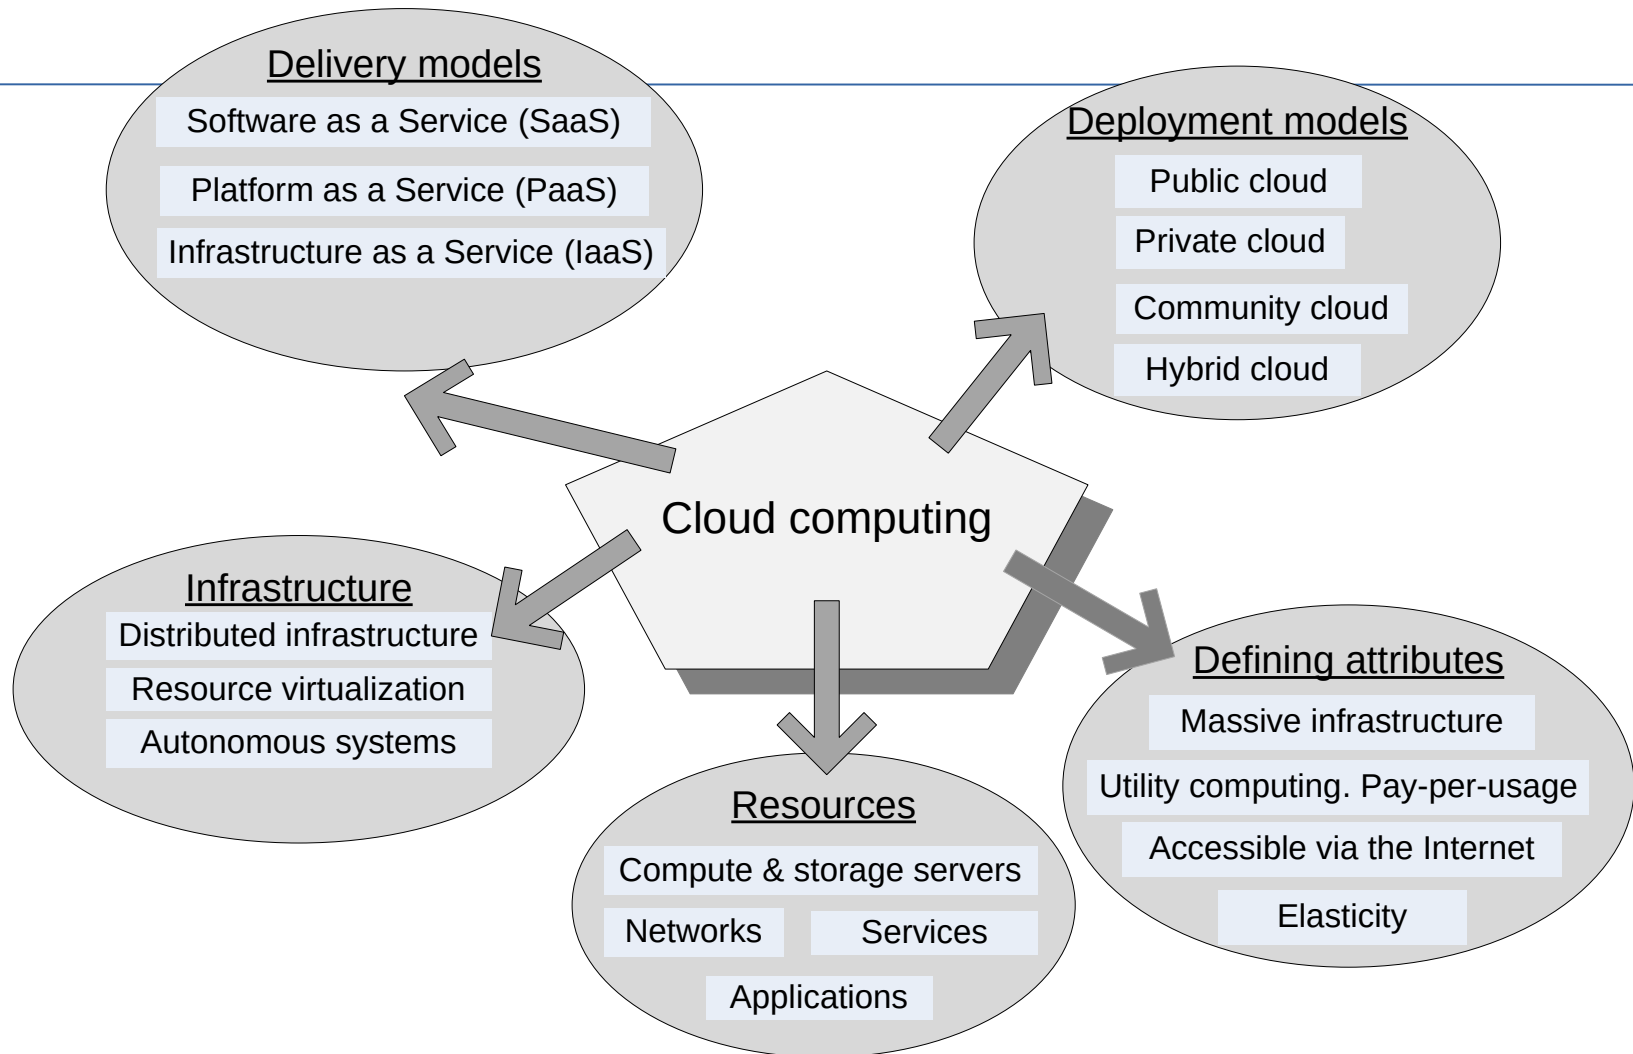 Delivery models
Software as a Service (SaaS)
Platform as a Service (PaaS)
Infrastructure as a Service (IaaS)
Deployment models
Public cloud
Private cloud
Community cloud
Hybrid cloud
Cloud computing
Infrastructure
Distributed infrastructure
Resource virtualization
Autonomous systems
Resources
Compute & storage servers
Networks
Services
Applications
Defining attributes
Massive infrastructure
Utility computing. Pay-per-usage
Accessible via the Internet
Elasticity